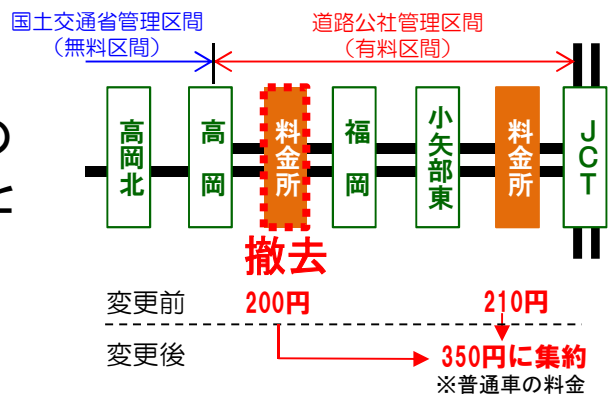 国土交通省管理区間
（無料区間）
道路公社管理区間
（有料区間）
の
と
高岡北
高岡
料金所
福岡
小矢部東
料金所
JCT
撤去
変更前
200円
210円
変更後
350円に集約
※普通車の料金